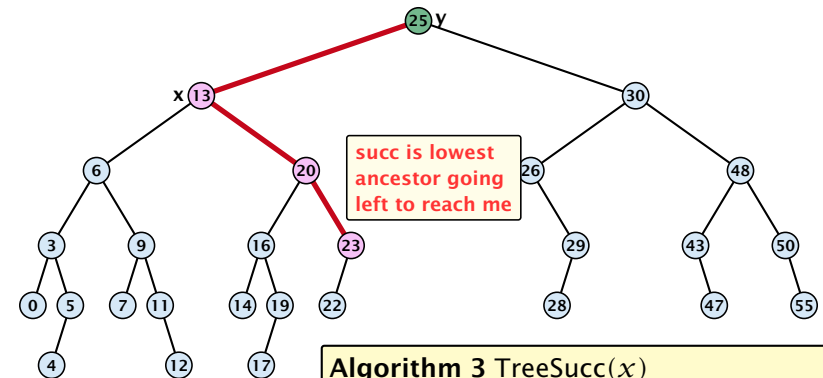 25 y
x 13 30
6 20 26 48
succ is lowest
ancestor going
left to reach me
3 9 16 23 29 43 50
0 5 7 11 14 19 22 28 47 55
4 12 17
Algorithm 3 TreeSucc(x)